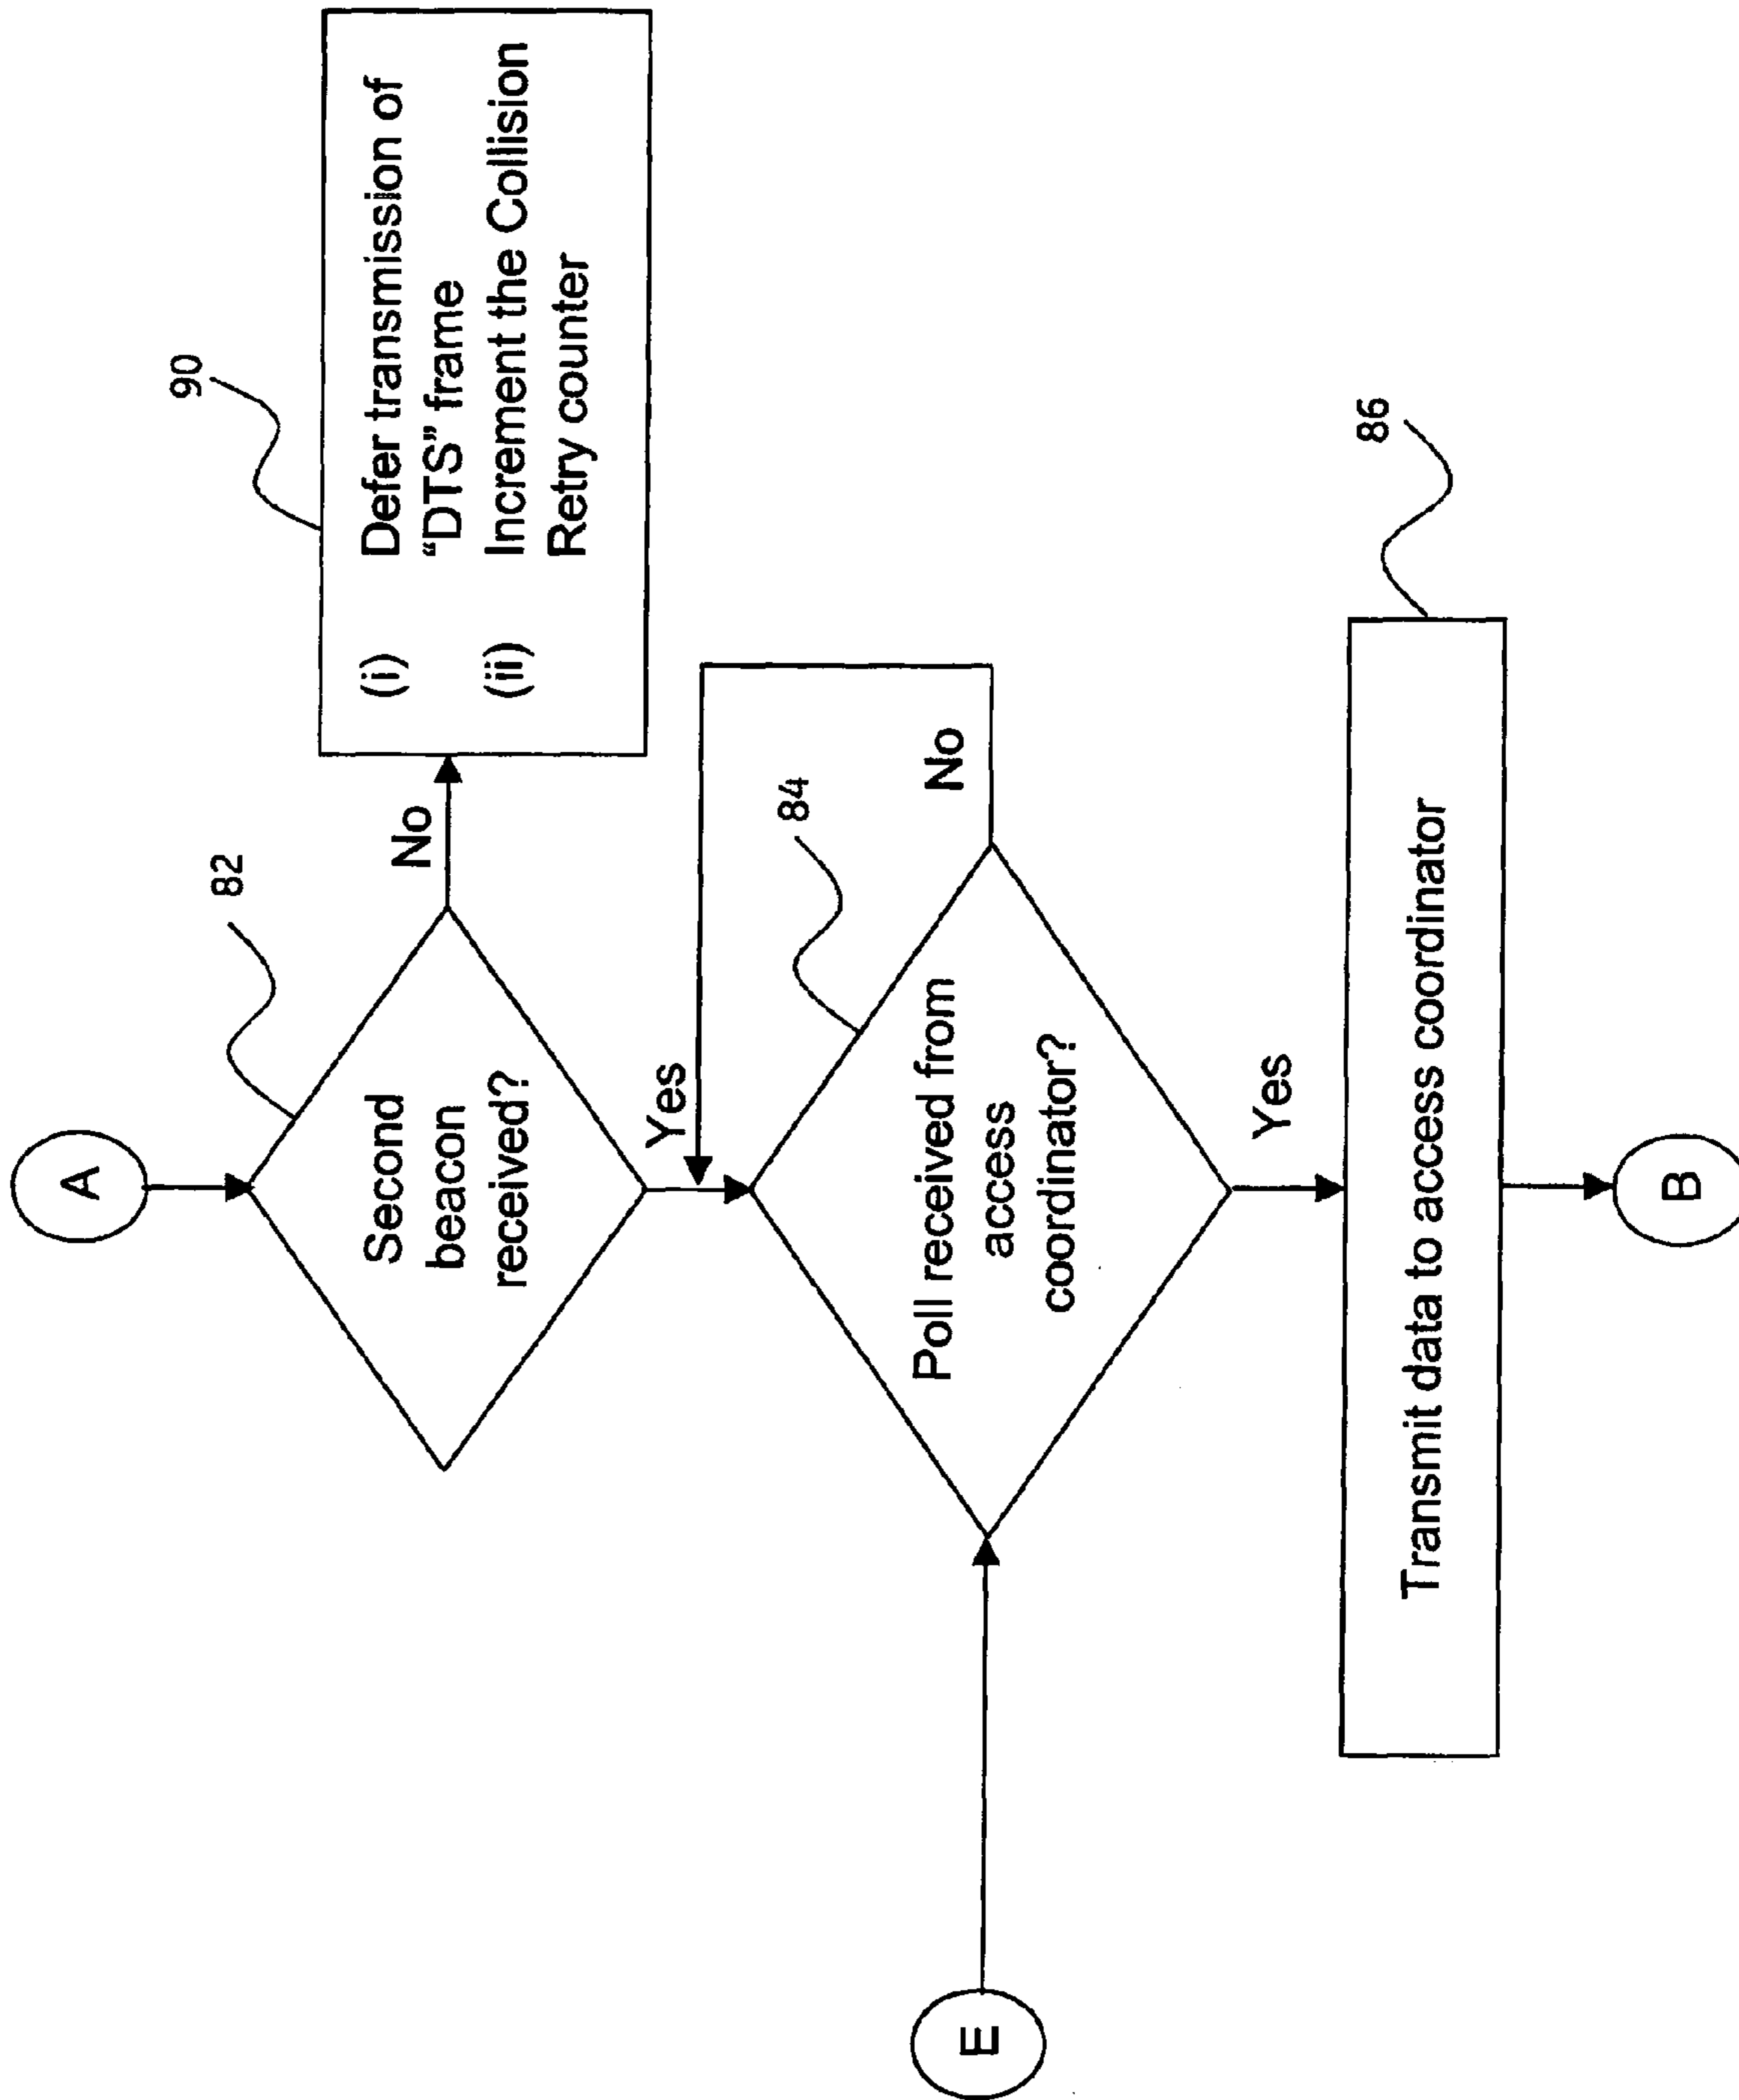 A
82
Second
beacon
received?
No
90
(i) Defer transmission of
“DTS” frame
(ii) Increment the Collision
Retry counter
Yes
84
E
Poll received from
access
coordinator?
No
Yes
86
Transmit data to access coordinator
B